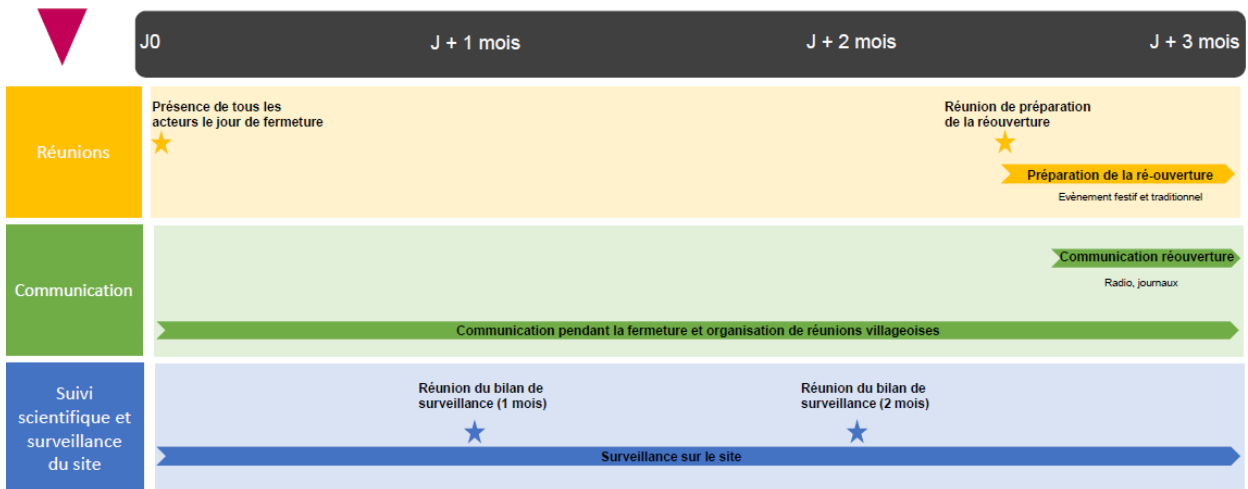 J0
J + 1 mois
J + 2 mois
J + 3 mois
Réunions
Présence de tous les
acteurs le jour de fermeture
Réunion de préparation
de la réouverture
Préparation de la ré-ouverture
Evènement festif et traditionnel
Communication
Communication réouverture
Radio, journaux
Communication pendant la fermeture et organisation de réunions villageoises
Suivi
scientifique et
surveillance
du site
Réunion du bilan de
surveillance (1 mois)
Réunion du bilan de
surveillance (2 mois)
Surveillance sur le site